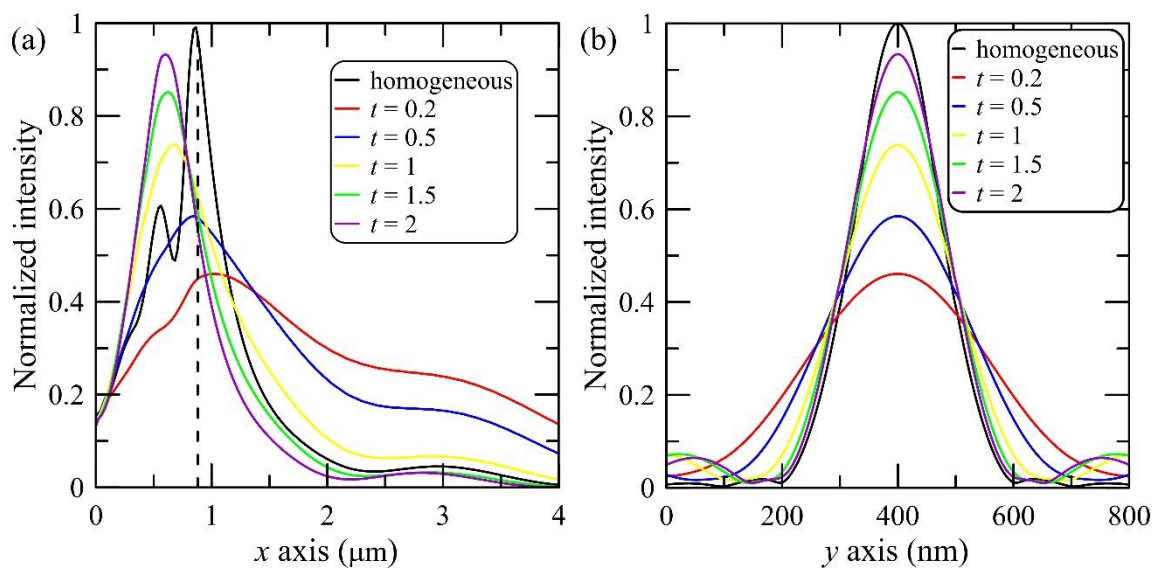 (a)
Normalized intensity
1
0.8
0.6
0.4
0.2
0
homogeneous
t = 0.2
t = 0.5
t = 1
t = 1.5
t = 2
0 1 2 3 4
x axis (μm)
(b)
Normalized intensity
1
0.8
0.6
0.4
0.2
0
homogeneous
t = 0.2
t = 0.5
t = 1
t = 1.5
t = 2
0 200 400 600 800
y axis (nm)